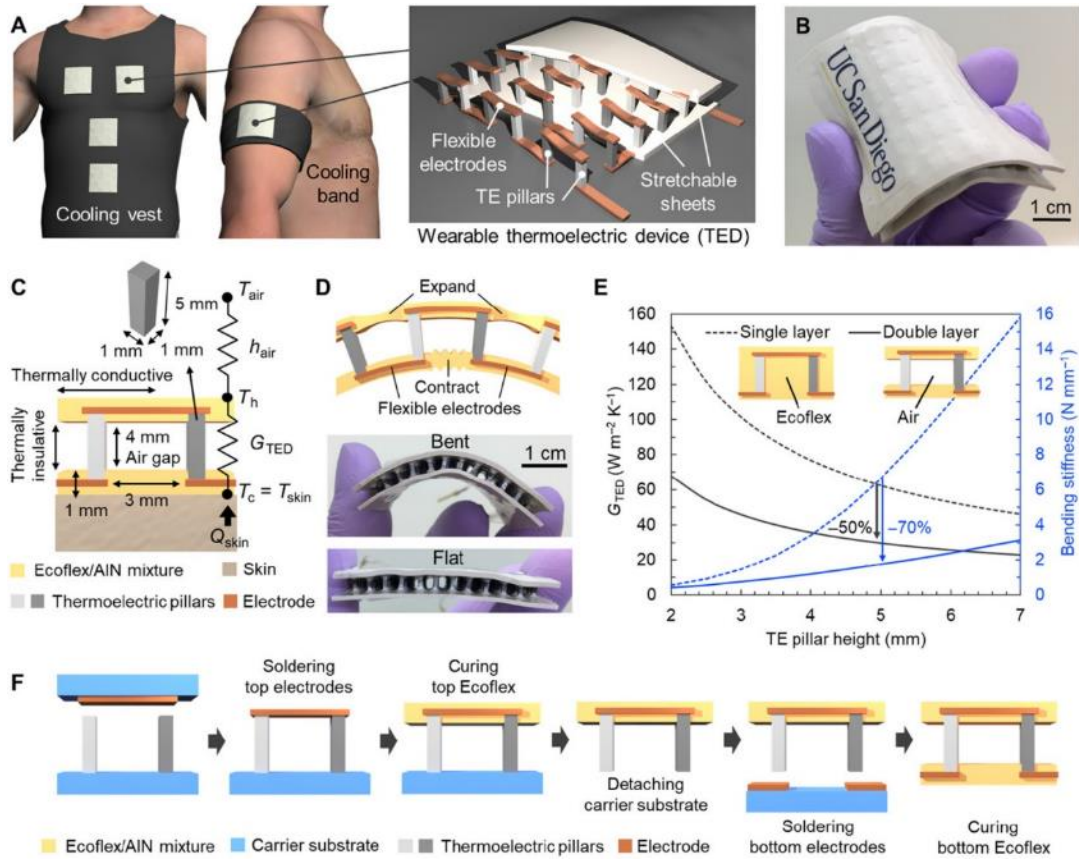 A
Cooling vest
Cooling
band
Flexible
electrodes
TE pillars
Stretchable
sheets
Wearable thermoelectric device (TED)
B
UC San Diego
1 cm
C
5 mm
1 mm
1 mm
T_air
h_air
Thermally conductive
T_h
Thermally
insulative
4 mm
Air gap
G_TED
1 mm
3 mm
T_c = T_skin
Q_skin
Ecoflex/AlN mixture
Skin
Thermoelectric pillars
Electrode
D
Expand
Contract
Flexible electrodes
Bent
1 cm
Flat
E
G_TED (W m⁻² K⁻¹)
160
140
120
100
80
60
40
20
0
Single layer
Double layer
Ecoflex
Air
−50%
−70%
16
14
12
10
8
6
4
2
0
Bending stiffness (N mm⁻¹)
2 3 4 5 6 7
TE pillar height (mm)
F
Soldering
top electrodes
Curing
top Ecoflex
Detaching
carrier substrate
Soldering
bottom electrodes
Curing
bottom Ecoflex
Ecoflex/AlN mixture
Carrier substrate
Thermoelectric pillars
Electrode